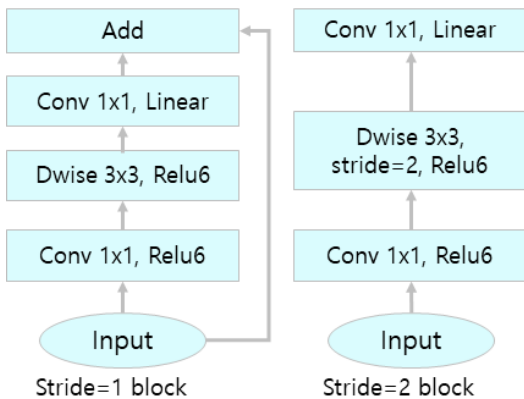 Add
Conv 1x1, Linear
Dwise 3x3, Relu6
Conv 1x1, Relu6
Input
Stride=1 block
Conv 1x1, Linear
Dwise 3x3,
stride=2, Relu6
Conv 1x1, Relu6
Input
Stride=2 block